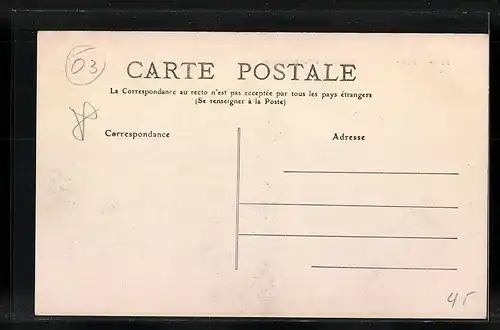 03
CARTE POSTALE
La Correspondance au recto n'est pas acceptée par tous les pays étrangers
(Se renseigner à la Poste)
Correspondance
Adresse